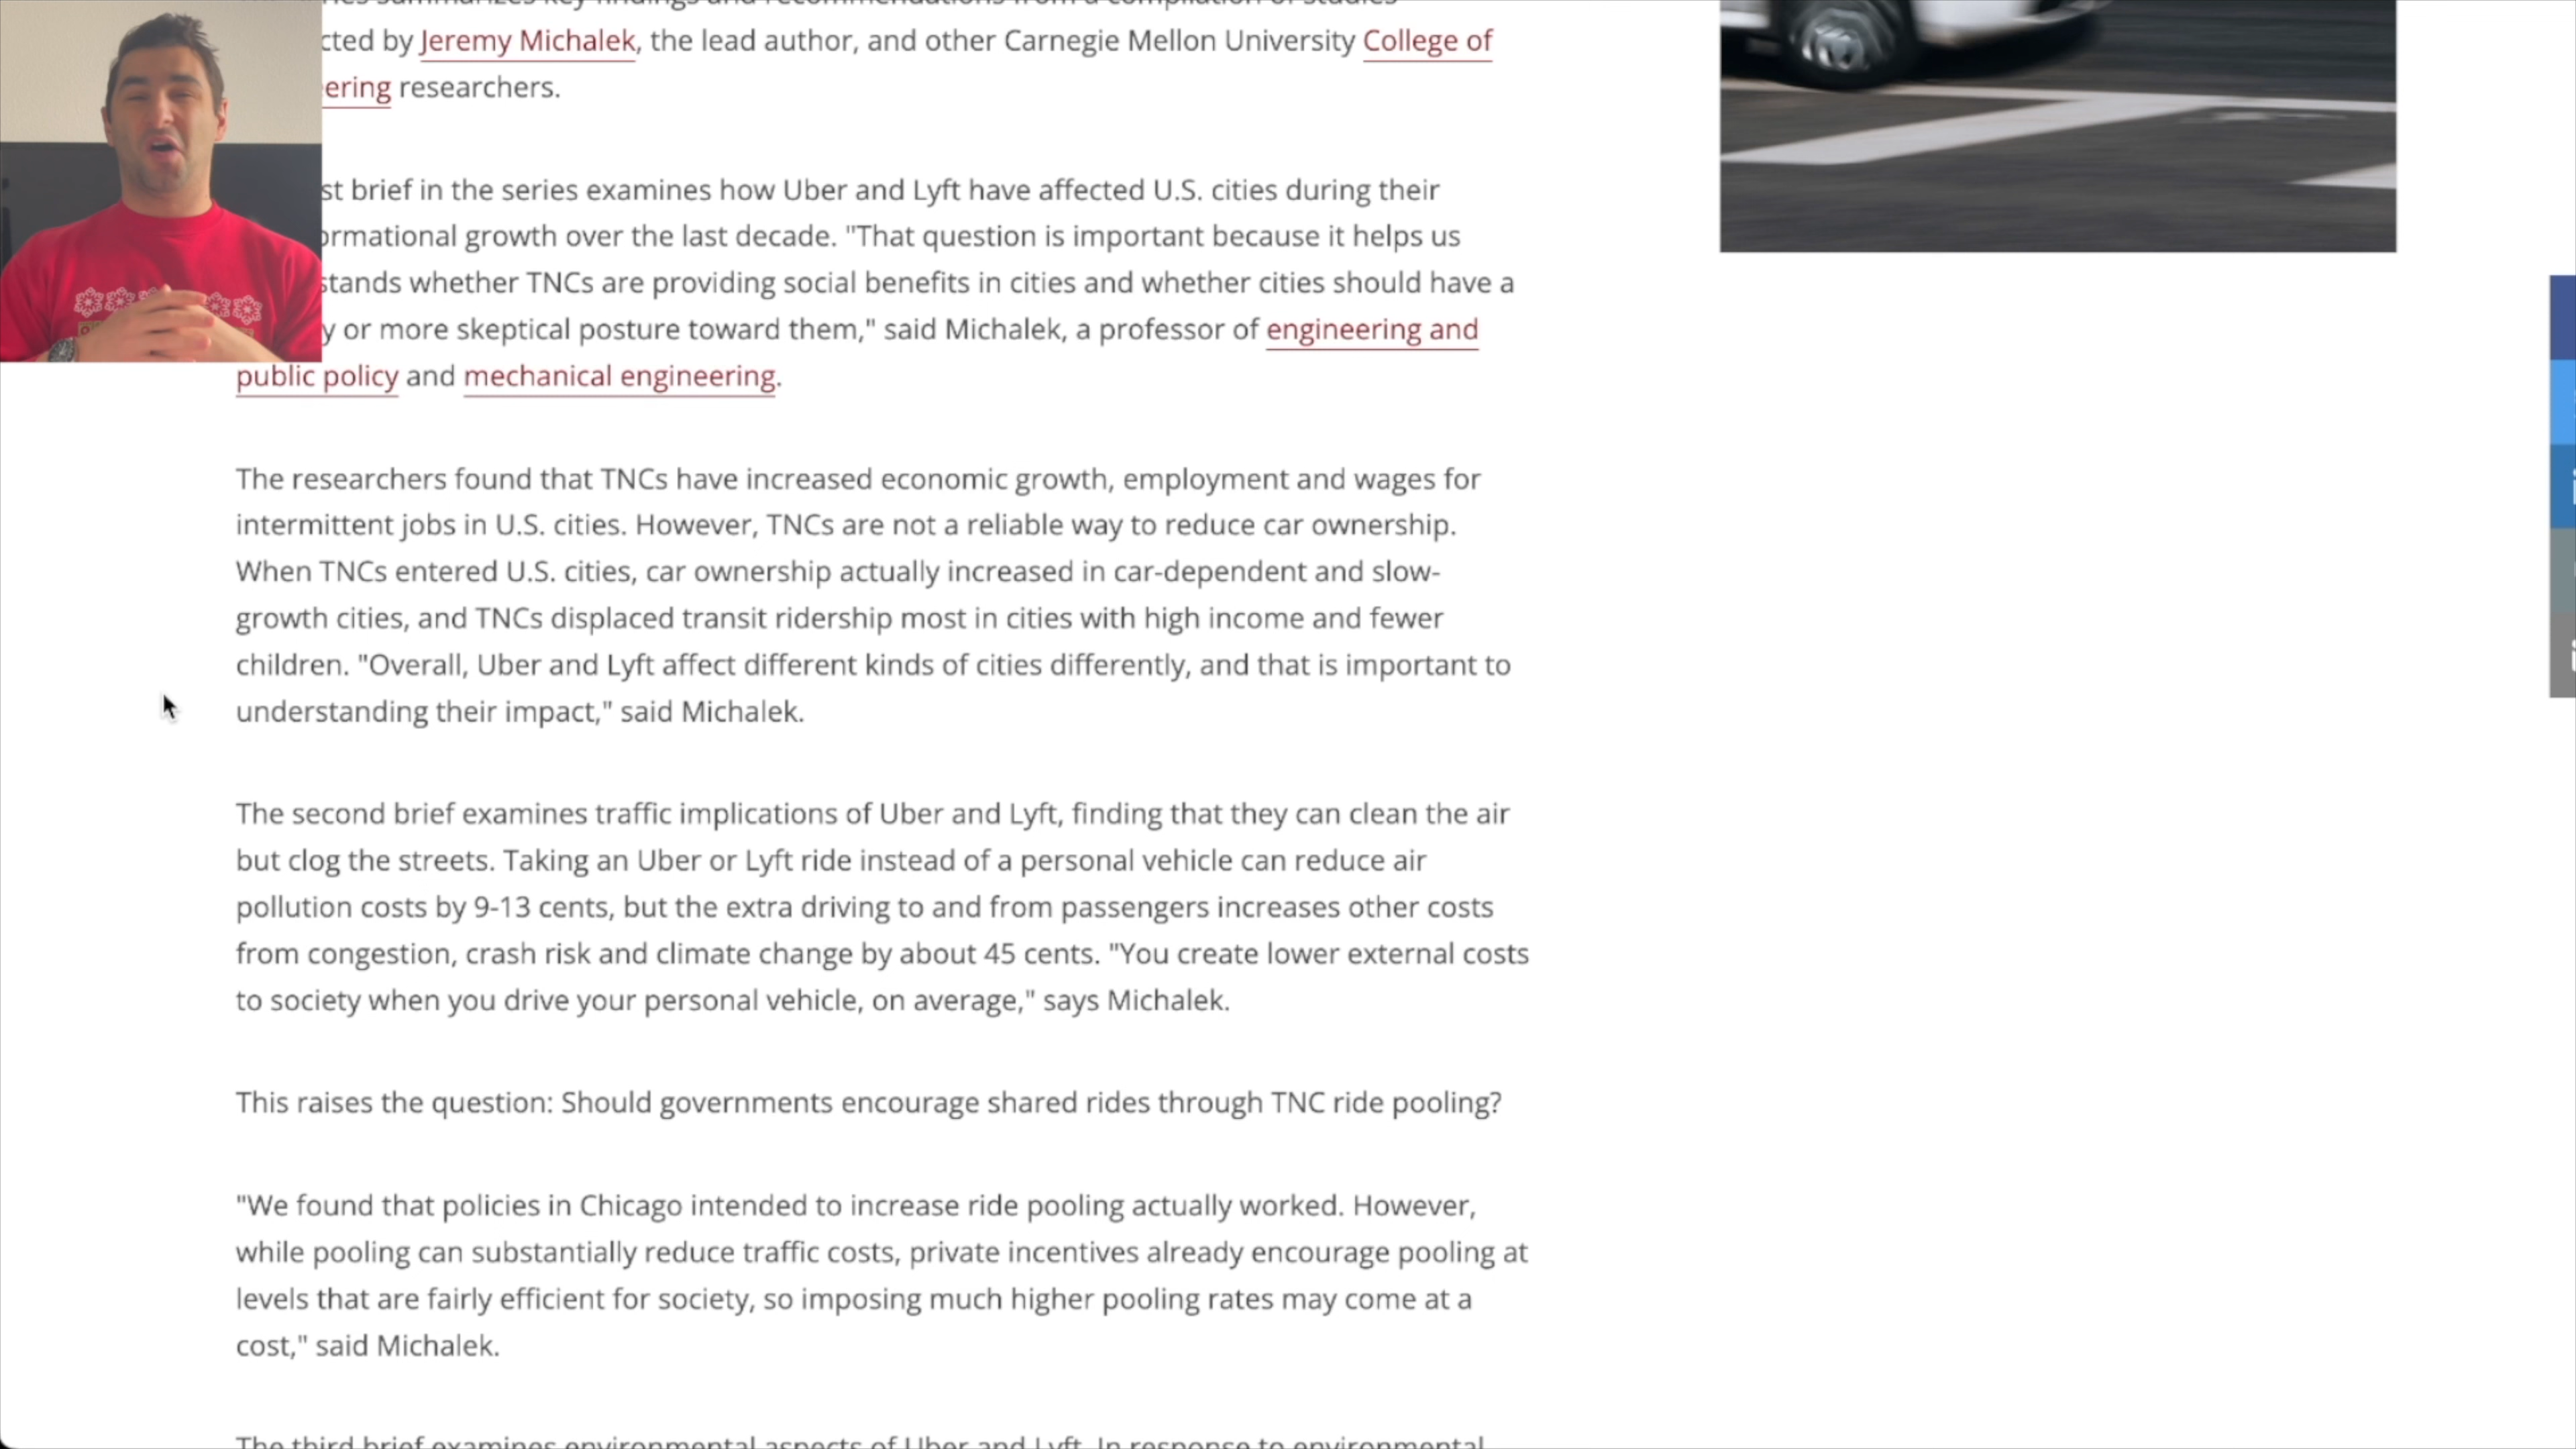 cted by Jeremy Michalek, the lead author, and other Carnegie Mellon University College of
ering researchers.
st brief in the series examines how Uber and Lyft have affected U.S. cities during their
ormational growth over the last decade. "That question is important because it helps us
stands whether TNCs are providing social benefits in cities and whether cities should have a
y or more skeptical posture toward them," said Michalek, a professor of engineering and
public policy and mechanical engineering.
The researchers found that TNCs have increased economic growth, employment and wages for
intermittent jobs in U.S. cities. However, TNCs are not a reliable way to reduce car ownership.
When TNCs entered U.S. cities, car ownership actually increased in car-dependent and slow-
growth cities, and TNCs displaced transit ridership most in cities with high income and fewer
children. "Overall, Uber and Lyft affect different kinds of cities differently, and that is important to
understanding their impact," said Michalek.
The second brief examines traffic implications of Uber and Lyft, finding that they can clean the air
but clog the streets. Taking an Uber or Lyft ride instead of a personal vehicle can reduce air
pollution costs by 9-13 cents, but the extra driving to and from passengers increases other costs
from congestion, crash risk and climate change by about 45 cents. "You create lower external costs
to society when you drive your personal vehicle, on average," says Michalek.
This raises the question: Should governments encourage shared rides through TNC ride pooling?
"We found that policies in Chicago intended to increase ride pooling actually worked. However,
while pooling can substantially reduce traffic costs, private incentives already encourage pooling at
levels that are fairly efficient for society, so imposing much higher pooling rates may come at a
cost," said Michalek.
The third brief examines environmental aspects of Uber and Lyft. In response to environmental